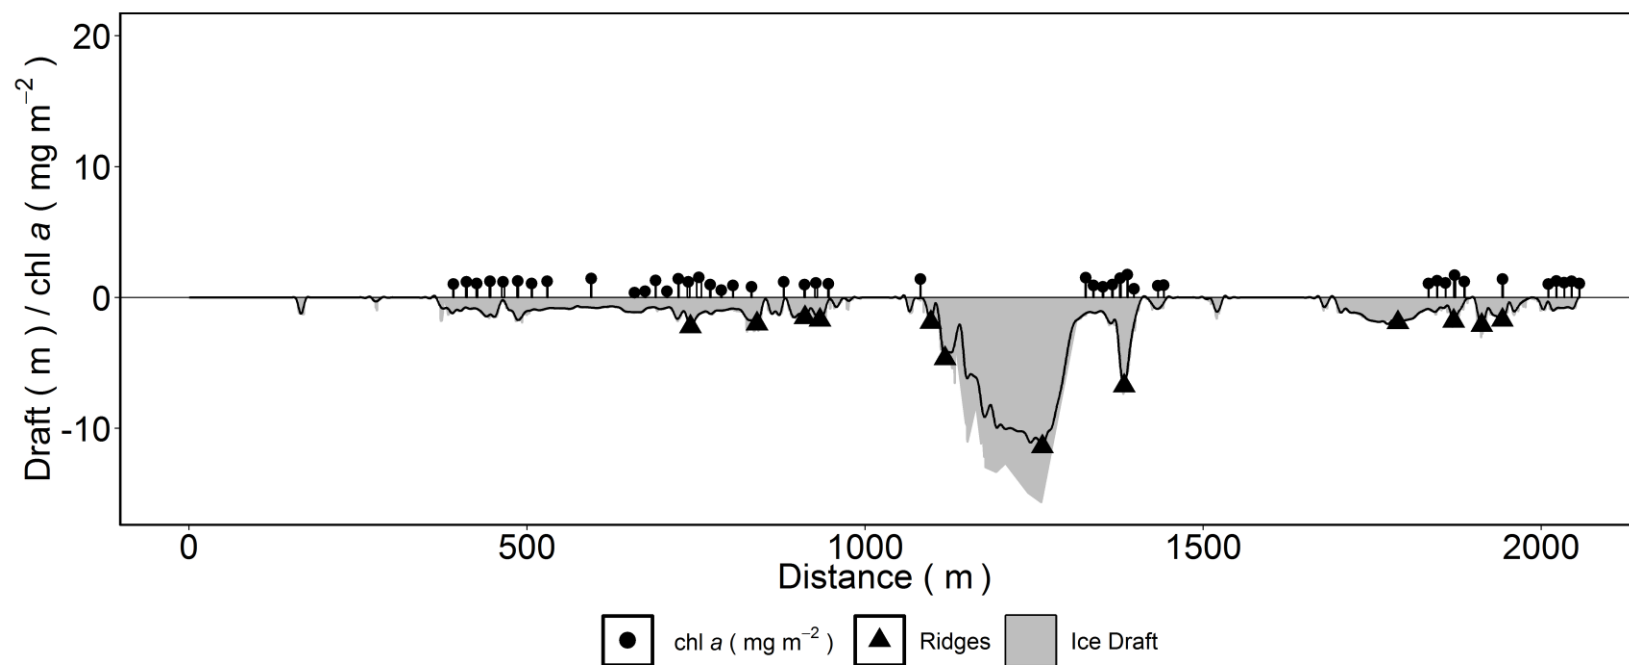 Draft ( m ) / chl a ( mg m⁻² )
20
10
0
-10
0 500 1000 1500 2000
Distance ( m )
chl a ( mg m⁻² ) Ridges Ice Draft